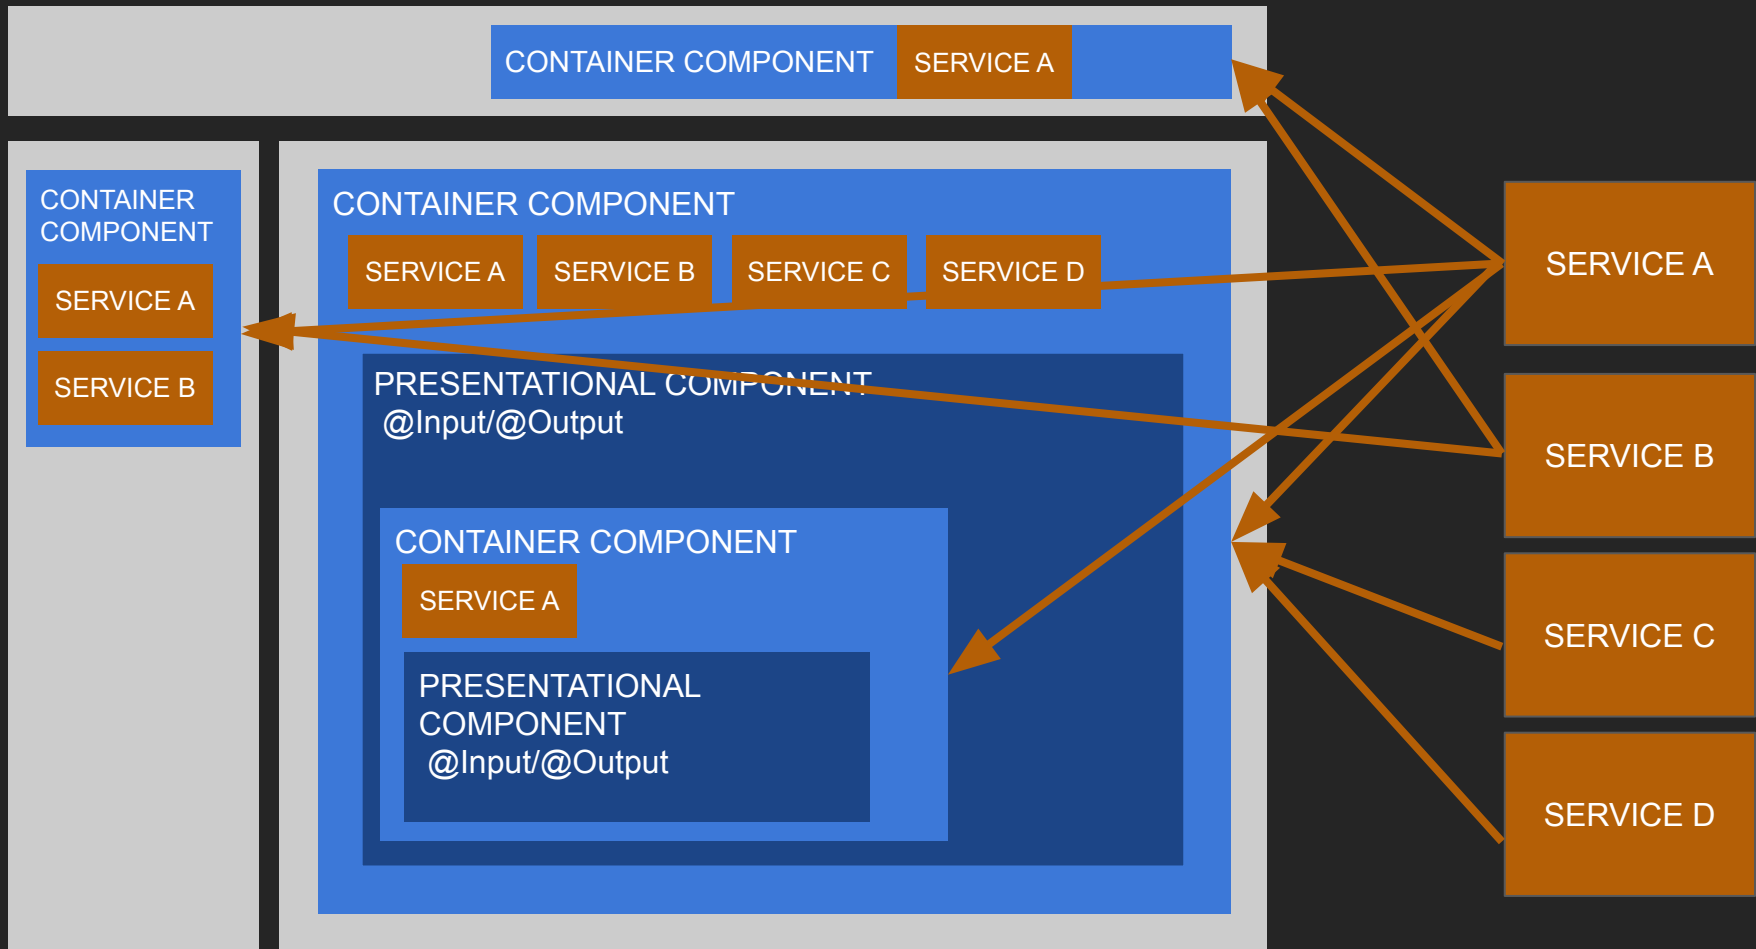 CONTAINER COMPONENT
SERVICE A
CONTAINER
COMPONENT
SERVICE A
SERVICE B
CONTAINER COMPONENT
SERVICE A
SERVICE B
SERVICE C
SERVICE D
PRESENTATIONAL COMPONENT
@Input/@Output
CONTAINER COMPONENT
SERVICE A
PRESENTATIONAL
COMPONENT
@Input/@Output
SERVICE A
SERVICE B
SERVICE C
SERVICE D